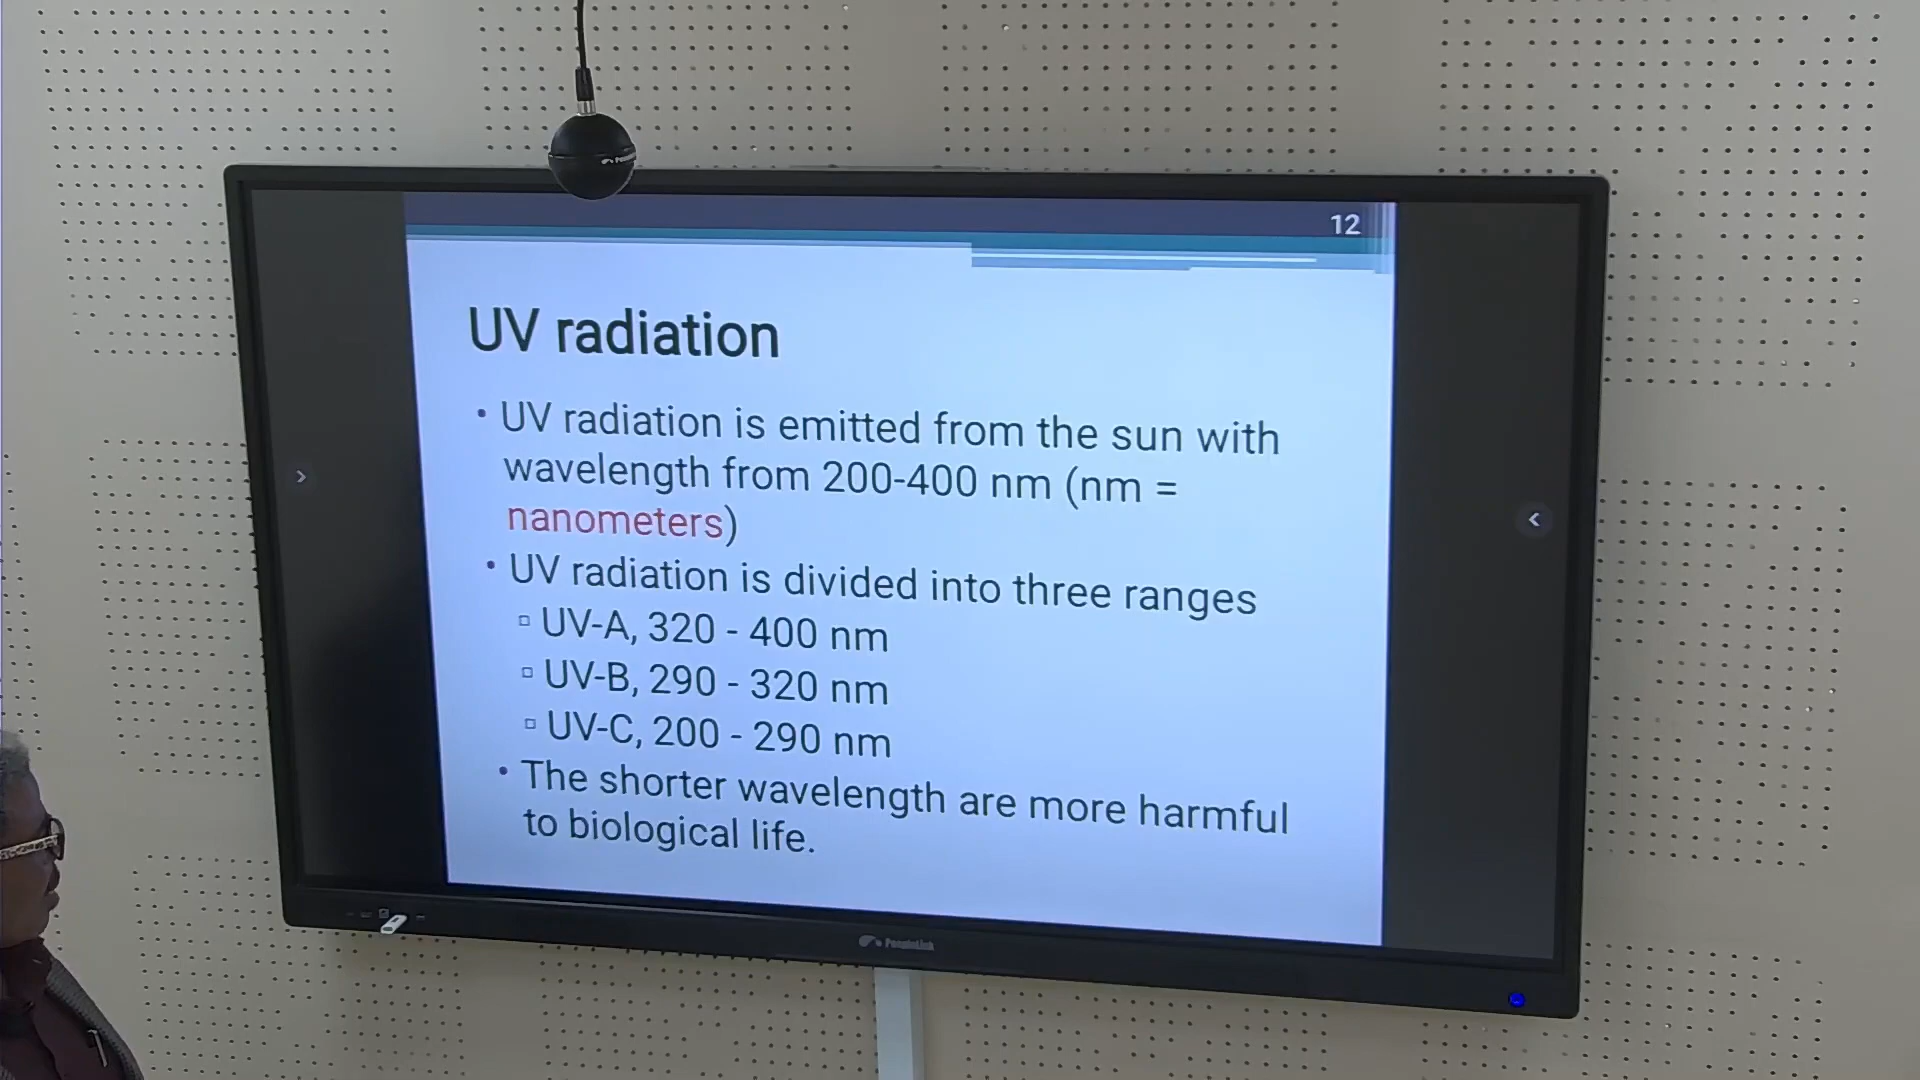 12
UV radiation
• UV radiation is emitted from the sun with
wavelength from 200-400 nm (nm =
nanometers)
• UV radiation is divided into three ranges
▫ UV-A, 320 - 400 nm
▫ UV-B, 290 - 320 nm
▫ UV-C, 200 - 290 nm
• The shorter wavelength are more harmful
to biological life.
PeopleLink